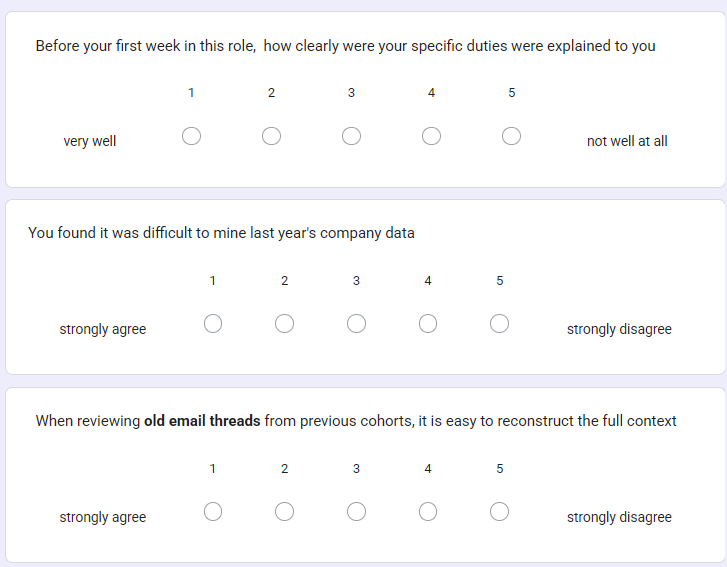 Before your first week in this role,  how clearly were your specific duties were explained to you
1 2 3 4 5
very well not well at all
You found it was difficult to mine last year's company data
1 2 3 4 5
strongly agree strongly disagree
When reviewing old email threads from previous cohorts, it is easy to reconstruct the full context
1 2 3 4 5
strongly agree strongly disagree